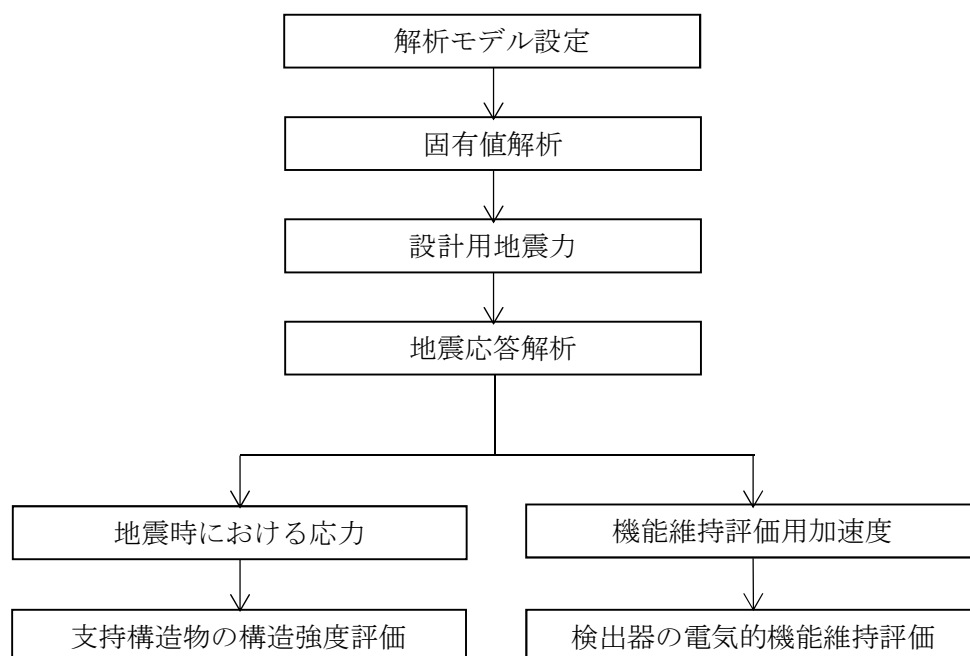 解析モデル設定
固有値解析
設計用地震力
地震応答解析
地震時における応力
機能維持評価用加速度
支持構造物の構造強度評価
検出器の電気的機能維持評価